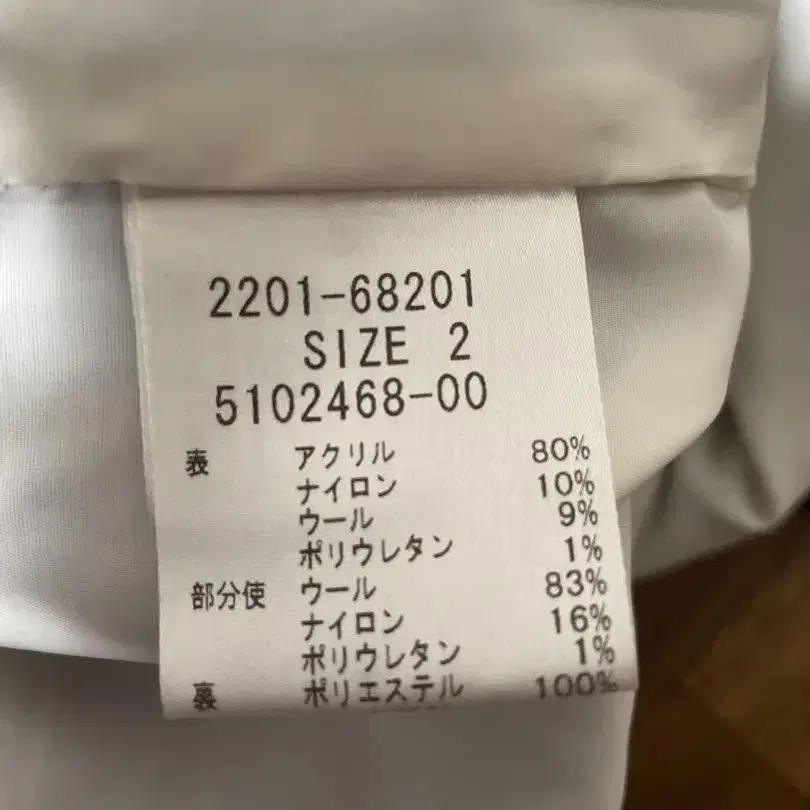 2201-68201
SIZE 2
5102468-00
表 アクリル 80%
ナイロン 10%
ウール 9%
ポリウレタン 1%
部分使 ウール 83%
ナイロン 16%
ポリウレタン 1%
裏 ポリエステル 100%